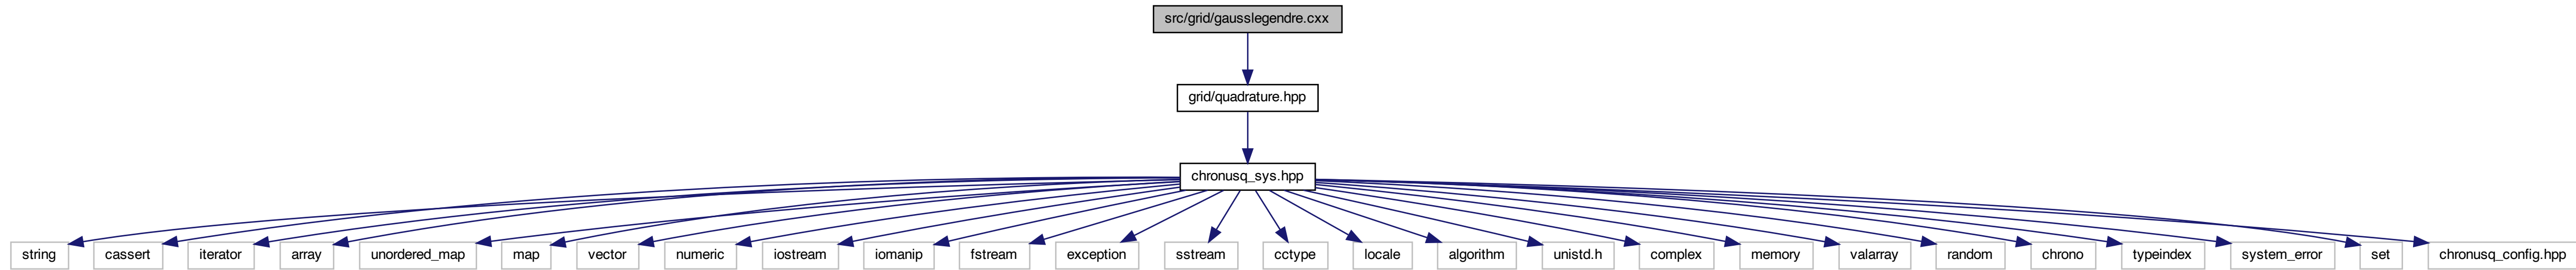 src/grid/gausslegendre.cxx
grid/quadrature.hpp
chronusq_sys.hpp
string cassert iterator array unordered_map map vector numeric iostream iomanip fstream exception sstream cctype locale algorithm unistd.h complex memory valarray random chrono typeindex system_error set chronusq_config.hpp